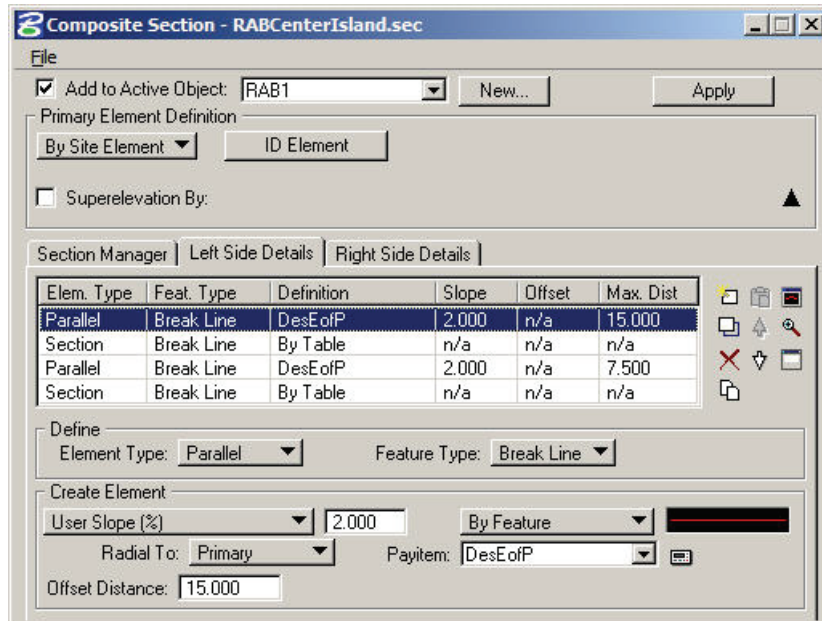 Composite Section - RABCenterIsland.sec
File
Add to Active Object: RAB1 New... Apply
Primary Element Definition
By Site Element ID Element
Superelevation By:
Section Manager Left Side Details Right Side Details
Elem. Type Feat. Type Definition Slope Offset Max. Dist
Parallel Break Line DesEofP 2.000 n/a 15.000
Section Break Line By Table n/a n/a n/a
Parallel Break Line DesEofP 2.000 n/a 7.500
Section Break Line By Table n/a n/a n/a
Define
Element Type: Parallel Feature Type: Break Line
Create Element
User Slope (%) 2.000 By Feature
Radial To: Primary Payitem: DesEofP
Offset Distance: 15.000